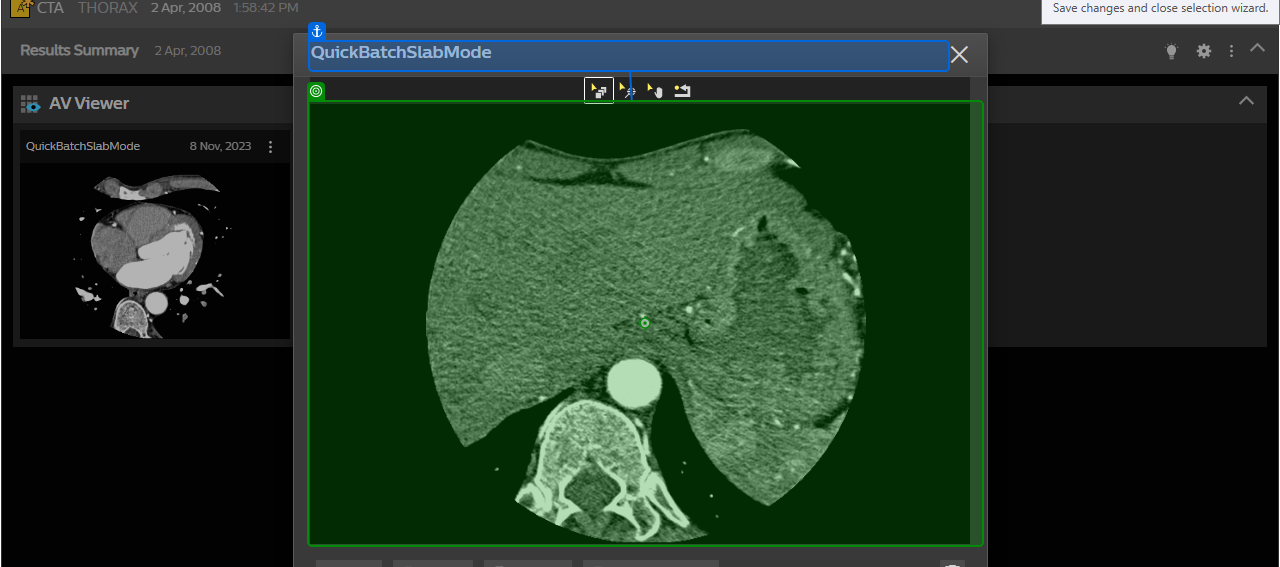 CTA THORAX 2 Apr, 2008 1:58:42 PM
Save changes and close selection wizard.
Results Summary 2 Apr, 2008
QuickBatchSlabMode
AV Viewer
QuickBatchSlabMode 8 Nov, 2023